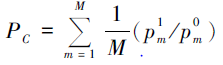 P_C = \sum_{m=1}^{M} \frac{1}{M} (p_m^1 / p_m^0) .